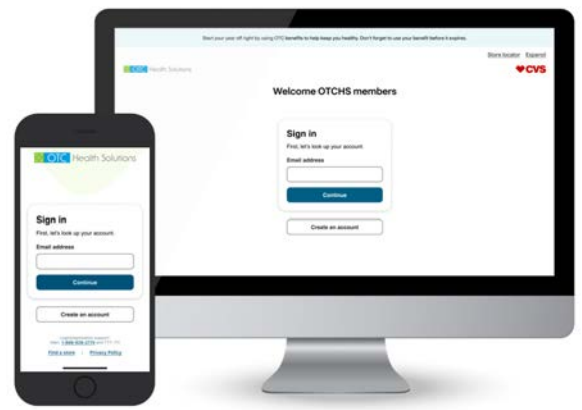 Start your year off right by using OTC benefits to help keep you healthy. Don't forget to use your benefit before it expires.
Store locator Espanol
OTC Health Solutions
CVS
Welcome OTCHS members
Sign in
First, let's look up your account.
Email address
Continue
Create an account
OTC Health Solutions
Sign in
First, let's look up your account.
Email address
Continue
Create an account
Find a store | Privacy Policy